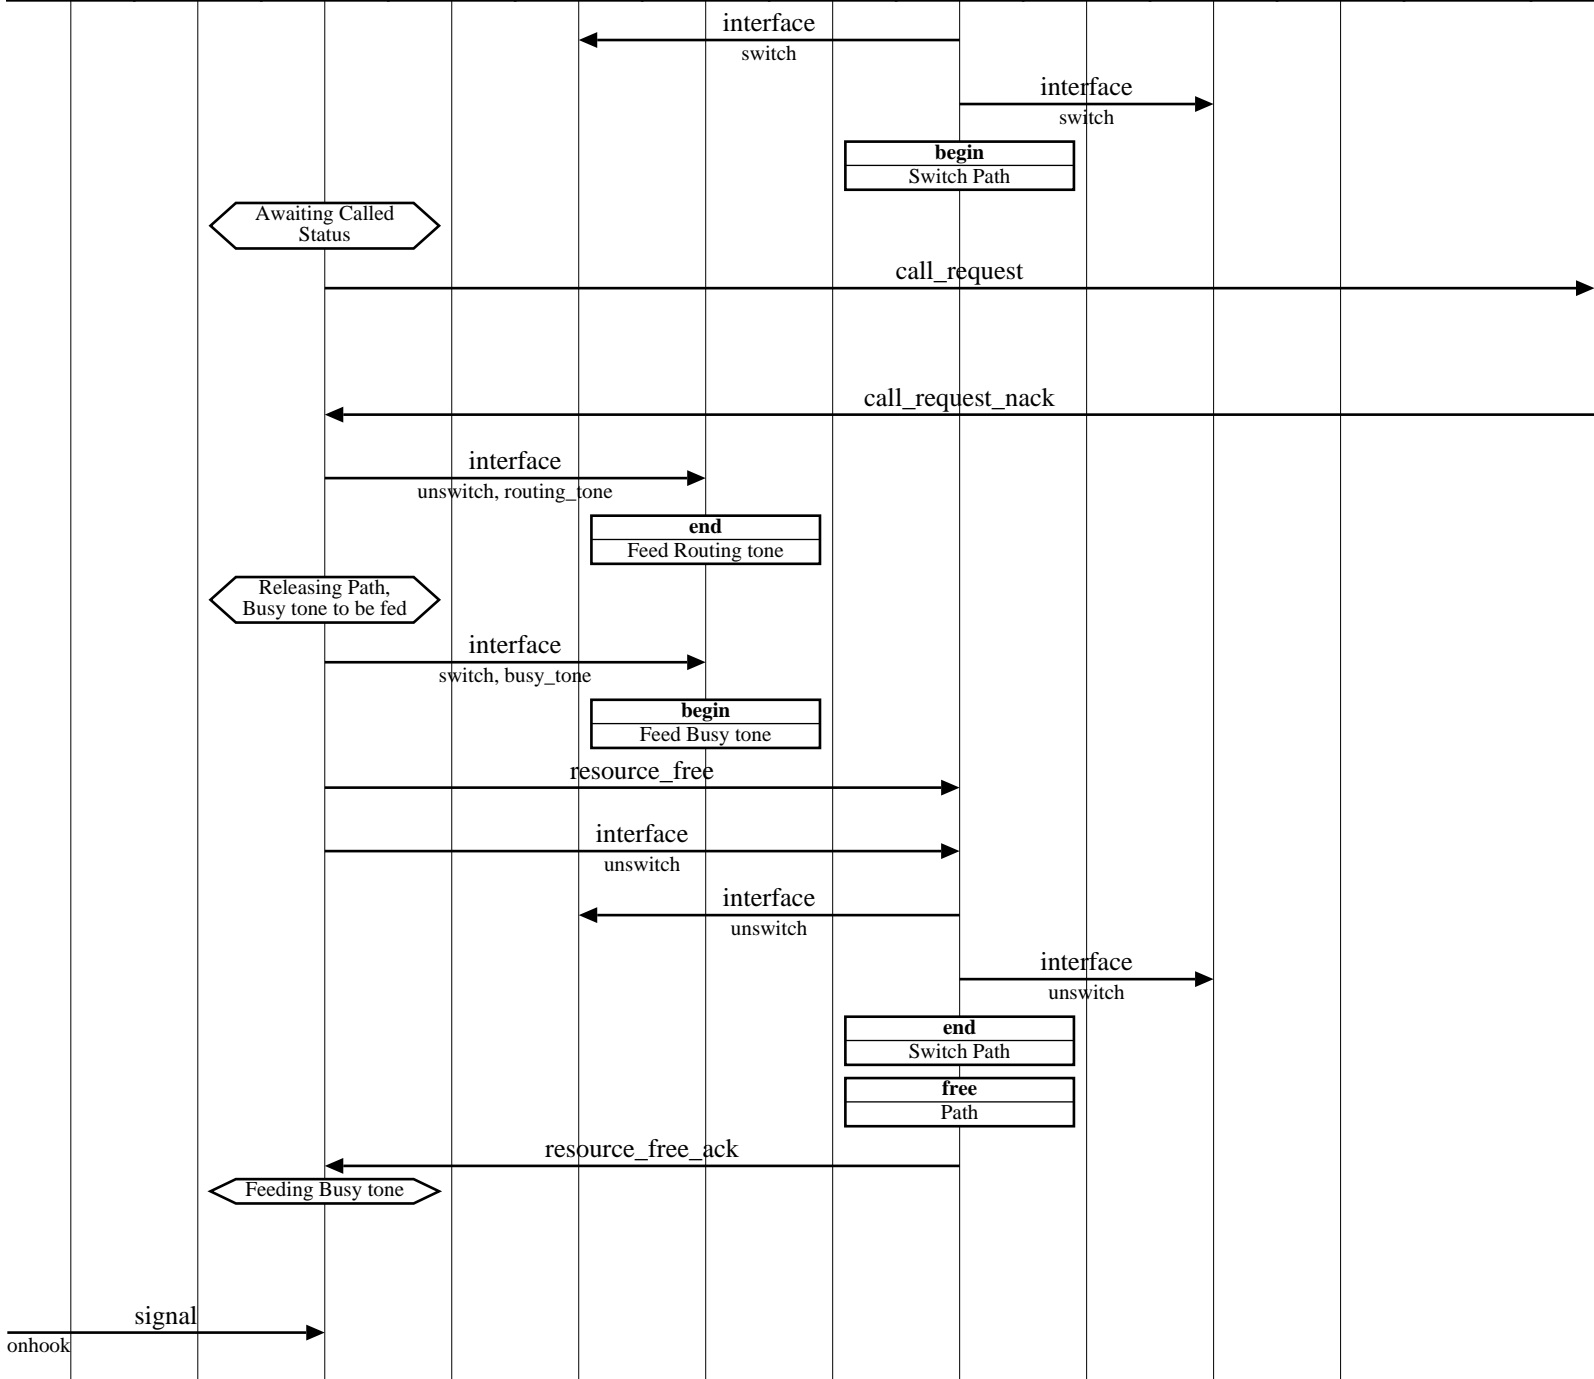 interface
switch
interface
switch
begin
Switch Path
Awaiting Called
Status
call_request
call_request_nack
interface
unswitch, routing_tone
end
Feed Routing tone
Releasing Path,
Busy tone to be fed
interface
switch, busy_tone
begin
Feed Busy tone
resource_free
interface
unswitch
interface
unswitch
interface
unswitch
end
Switch Path
free
Path
resource_free_ack
Feeding Busy tone
signal
onhook